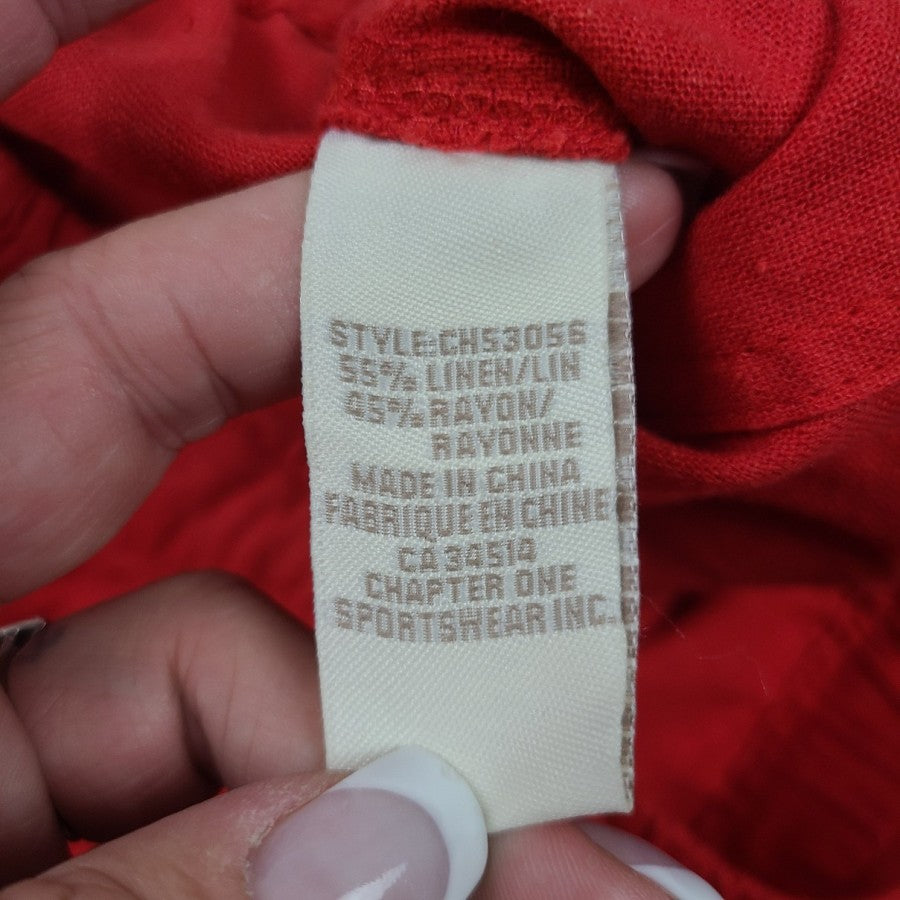 STYLE:CH53056
55% LINEN/LIN
45% RAYON/
RAYONNE
MADE IN CHINA
FABRIQUE EN CHINE
CA 34514
CHAPTER ONE
SPORTSWEAR INC.